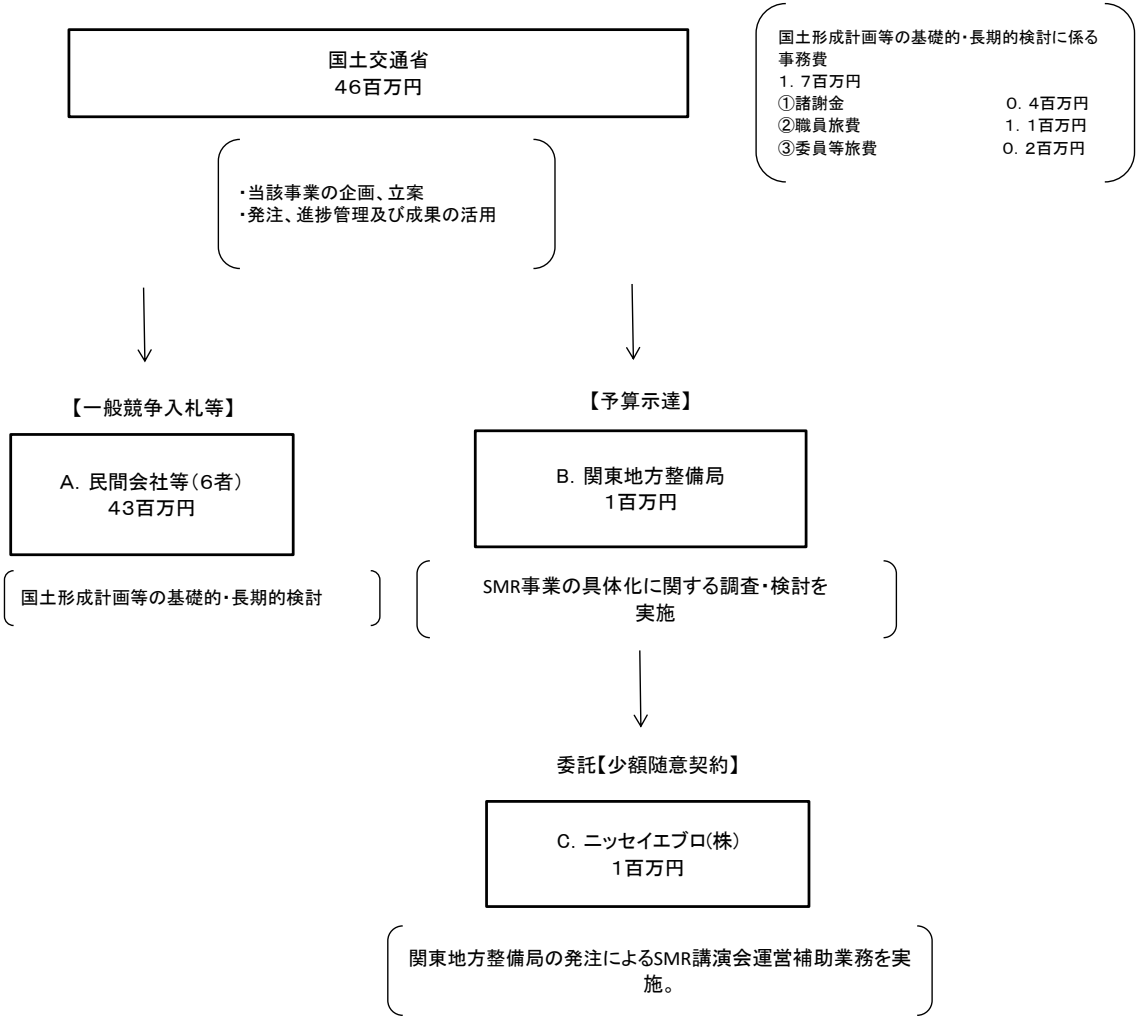 国土交通省
46百万円
国土形成計画等の基礎的・長期的検討に係る
事務費
1．7百万円
①諸謝金 0．4百万円
②職員旅費 1．1百万円
③委員等旅費 0．2百万円
・当該事業の企画、立案
・発注、進捗管理及び成果の活用
【一般競争入札等】
A．民間会社等（6者）
43百万円
国土形成計画等の基礎的・長期的検討
【予算示達】
B．関東地方整備局
1百万円
SMR事業の具体化に関する調査・検討を
実施
委託【少額随意契約】
C．ニッセイエブロ(株)
1百万円
関東地方整備局の発注によるSMR講演会運営補助業務を実
施。